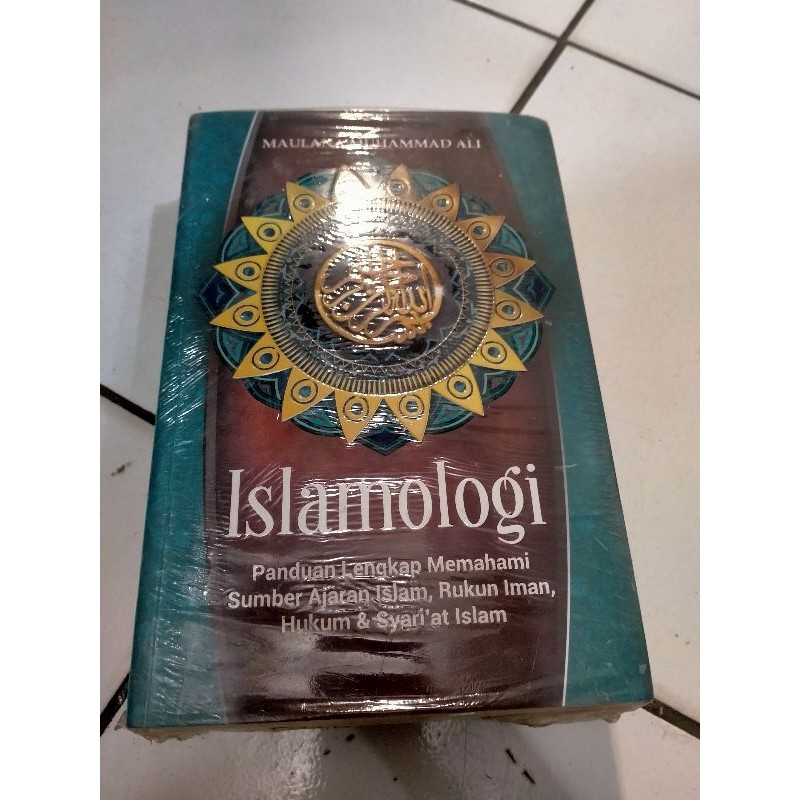 MAULANA MUHAMMAD ALI
Islamologi
Panduan Lengkap Memahami
Sumber Ajaran Islam, Rukun Iman,
Hukum & Syari'at Islam